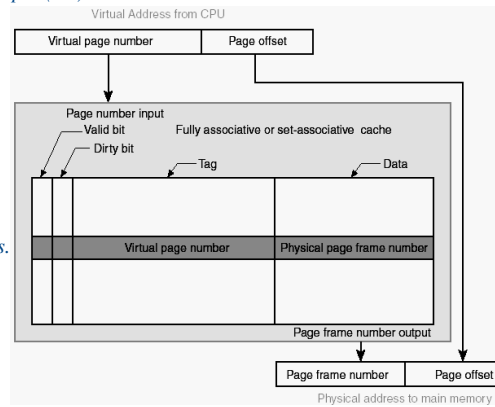 Virtual Address from CPU
Virtual page number Page offset
Page number input
Valid bit Fully associative or set-associative cache
Dirty bit
Tag Data
s.
Virtual page number Physical page frame number
Page frame number output
Page frame number Page offset
Physical address to main memory